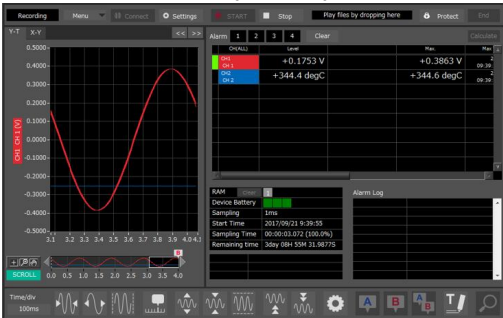 Recording Menu Connect Settings START Stop Play files by dropping here Protect End
Y-T X-Y << >>
Alarm 1 2 3 4 Clear Calculate
CH(ALL) Level Max Max
CH1 CH 1 +0.1753 V +0.3863 V 2 09:39:
CH2 CH 2 +344.4 degC +344.6 degC 2 09:39:
CH1 CH 1 [V]
0.5000
0.4000
0.3000
0.2000
0.1000
0.0000
-0.1000
-0.2000
-0.3000
-0.4000
-0.5000
3.1 3.2 3.3 3.4 3.5 3.6 3.7 3.8 3.9 4.0 4.1
SCROLL 0.0 0.5 1.0 1.5 2.0 2.5 3.0 3.5 4.0
RAM Clear 1
Device Battery
Sampling 1ms
Start Time 2017/09/21 9:39:55
Sampling Time 00:00:03.072 (100.0%)
Remaining time 3day 08H 55M 31.9877S
Alarm Log
Time/div
100ms
A B A B T